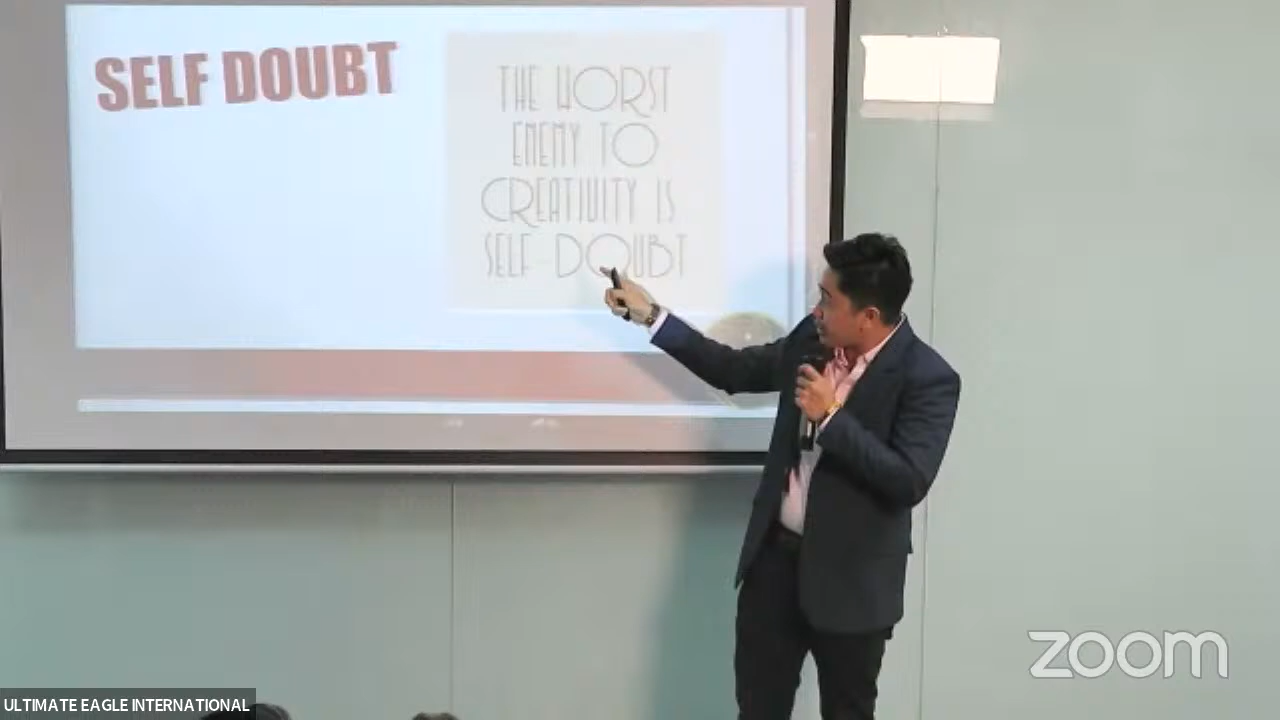 SELF DOUBT
THE WORST
ENEMY TO
CREATIVITY IS
SELF-DOUBT
zoom
ULTIMATE EAGLE INTERNATIONAL